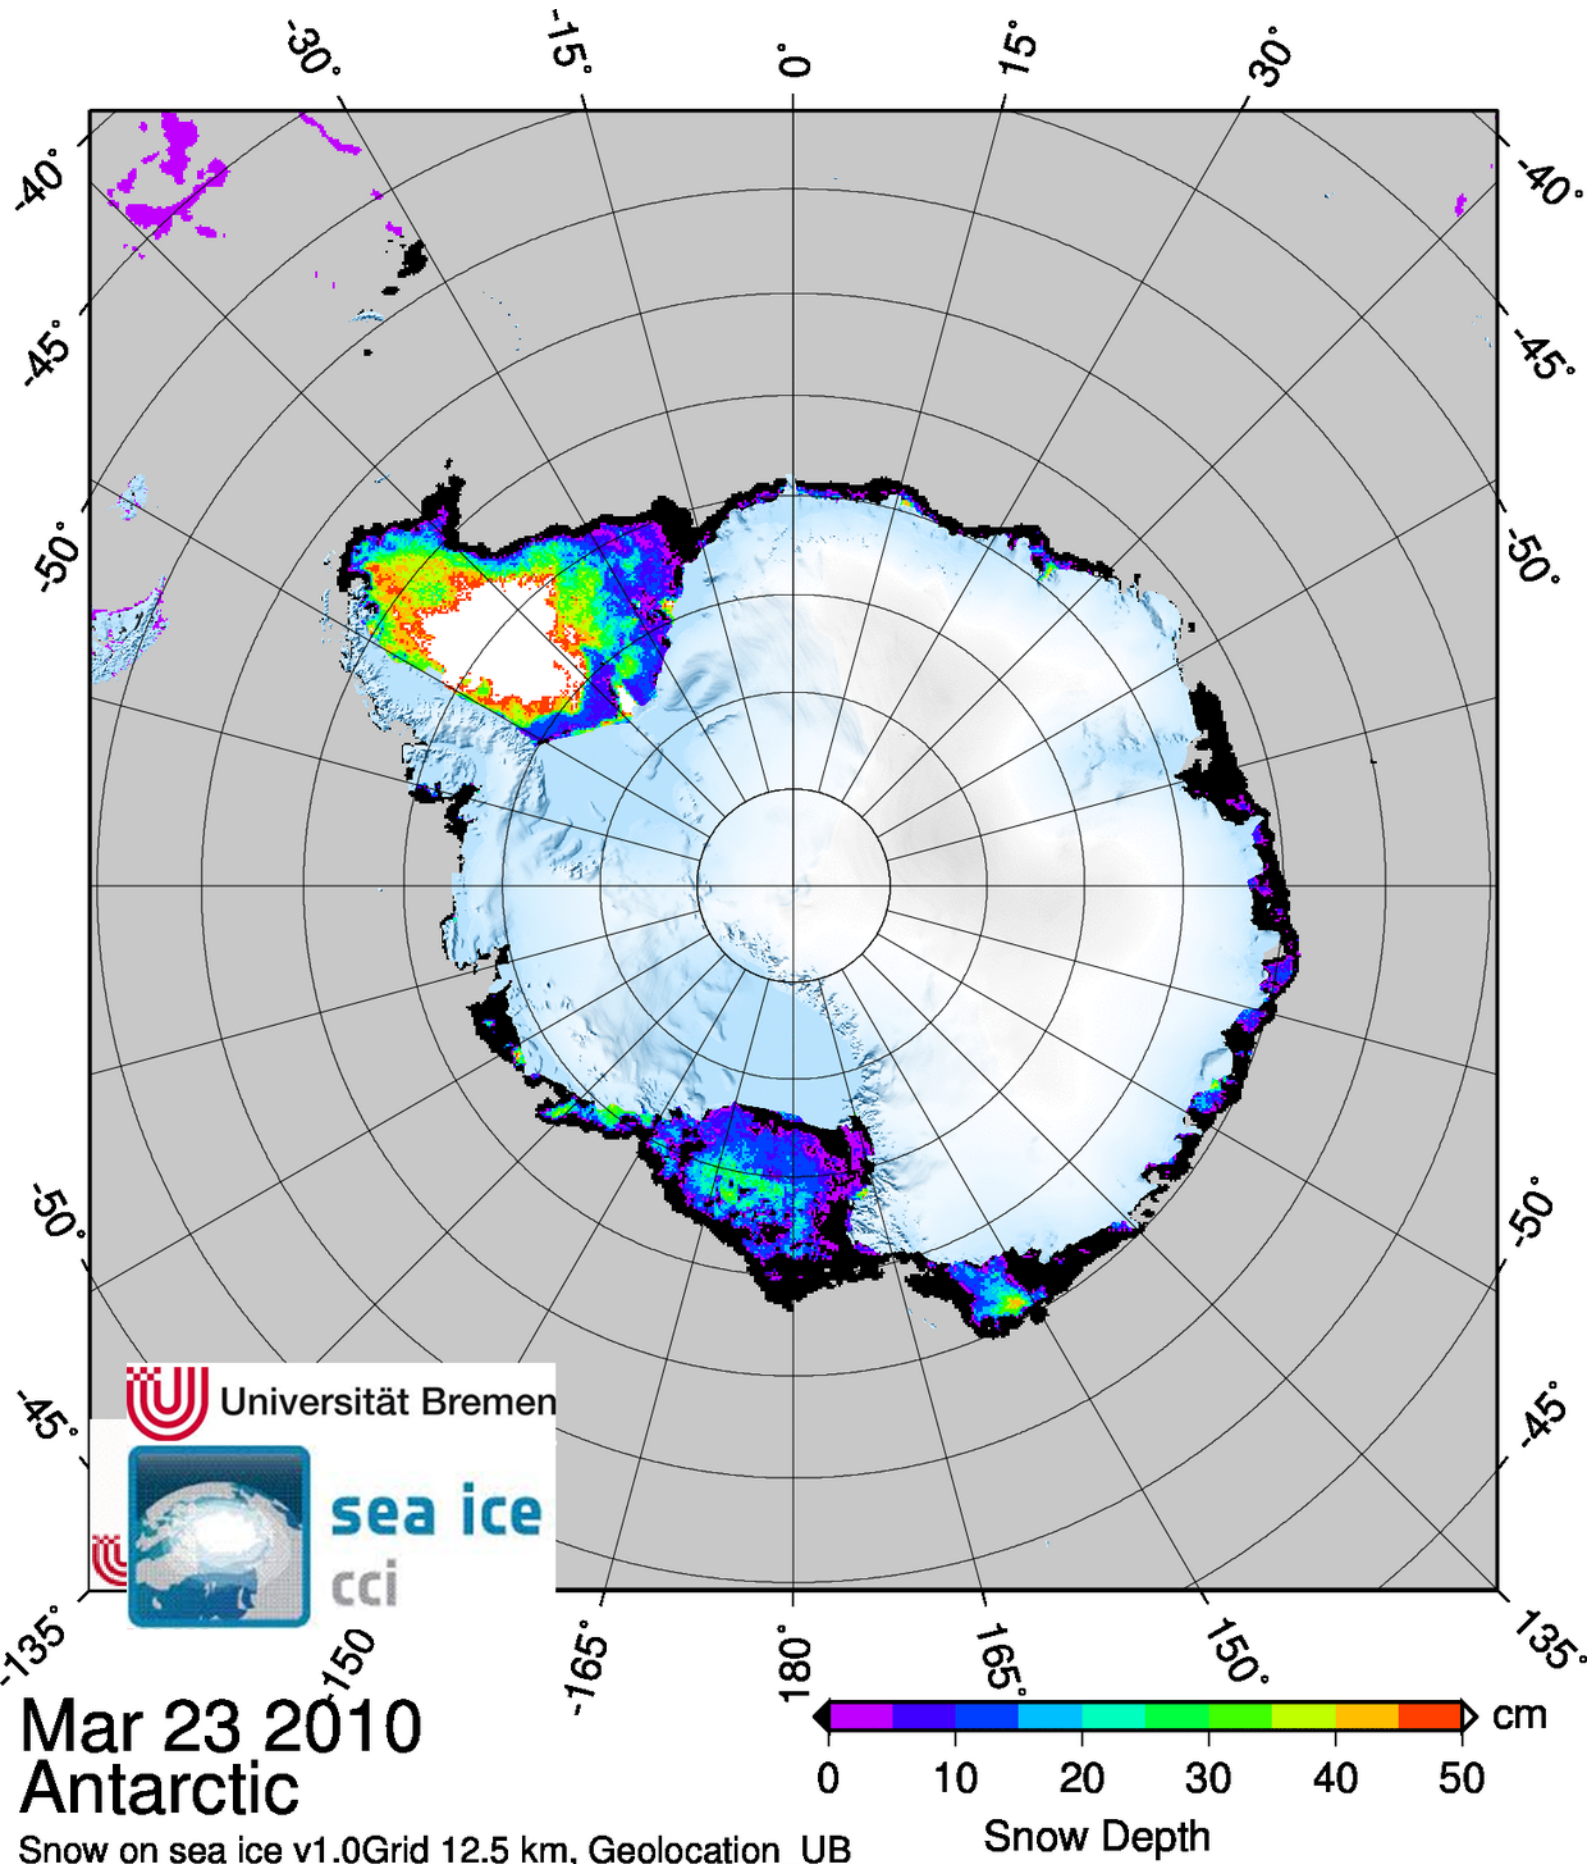 -30°
-15°
0°
15°
30°
-40°
-40°
-45°
-45°
-50°
-50°
-50°
-50°
-45°
-45°
Universität Bremen
sea ice
cci
-135°
-150
-165°
180°
165°
150°
135°
Mar 23 2010
Antarctic
Snow on sea ice v1.0Grid 12.5 km, Geolocation UB
cm
0 10 20 30 40 50
Snow Depth